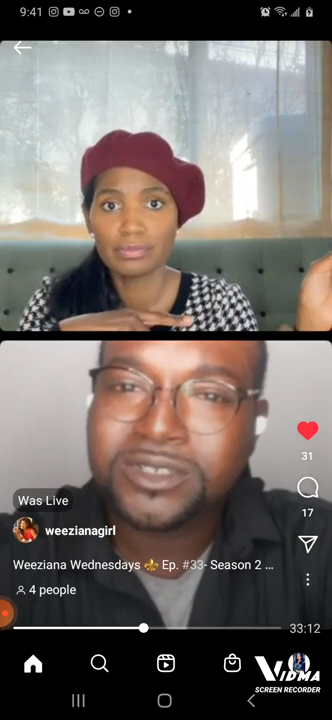 9:41
31
17
Was Live
weezianagirl
Weeziana Wednesdays ⚜️ Ep. #33- Season 2 ...
4 people
33:12
VIDMA
SCREEN RECORDER